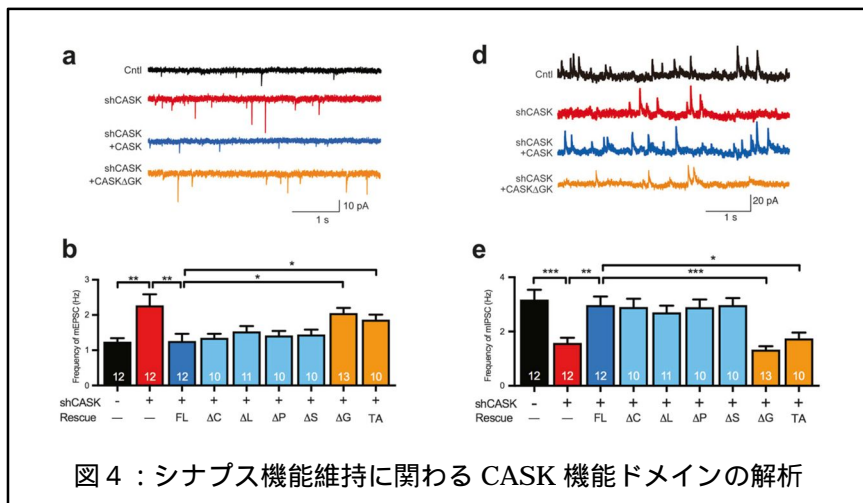 a
Cntl
shCASK
shCASK
+CASK
shCASK
+CASKΔGK
10 pA
1 s
d
Cntl
shCASK
shCASK
+CASK
shCASK
+CASKΔGK
20 pA
1 s
b
Frequency of mEPSC (Hz)
3
2
1
0
** ** * *
12 12 12 10 11 10 10 13 10
shCASK - + + + + + + + +
Rescue — — FL ΔC ΔL ΔP ΔS ΔG TA
e
Frequency of mIPSC (Hz)
4
2
0
*** ** *** *
12 12 12 10 11 10 10 13 10
shCASK - + + + + + + + +
Rescue — — FL ΔC ΔL ΔP ΔS ΔG TA
図4：シナプス機能維持に関わる CASK 機能ドメインの解析